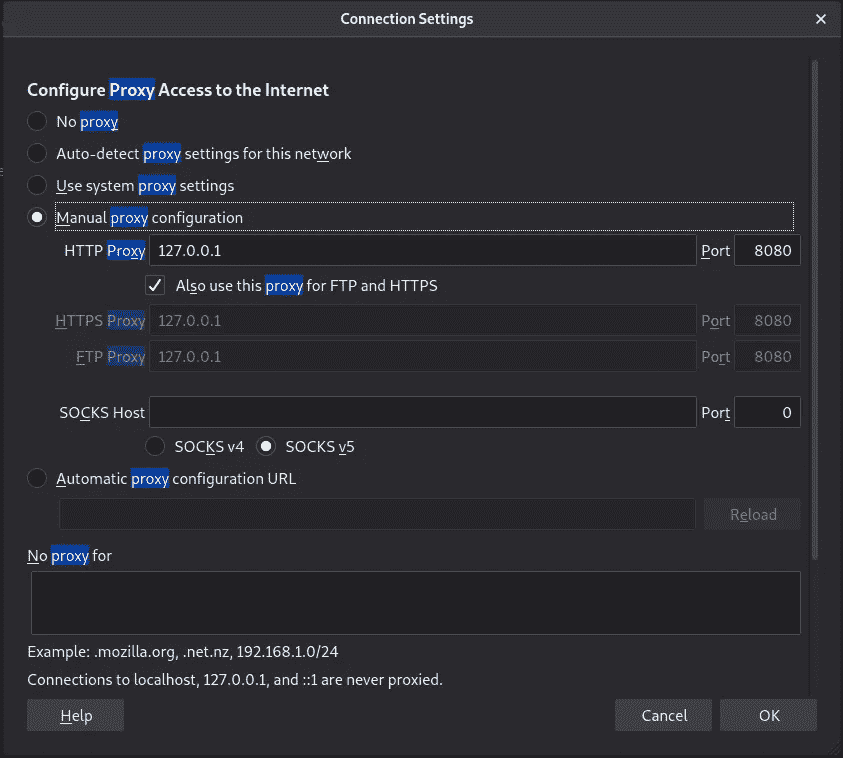 Connection Settings
Configure Proxy Access to the Internet
No proxy
Auto-detect proxy settings for this network
Use system proxy settings
Manual proxy configuration
HTTP Proxy 127.0.0.1 Port 8080
Also use this proxy for FTP and HTTPS
HTTPS Proxy 127.0.0.1 Port 8080
FTP Proxy 127.0.0.1 Port 8080
SOCKS Host Port 0
SOCKS v4 SOCKS v5
Automatic proxy configuration URL
Reload
No proxy for
Example: .mozilla.org, .net.nz, 192.168.1.0/24
Connections to localhost, 127.0.0.1, and ::1 are never proxied.
Help Cancel OK